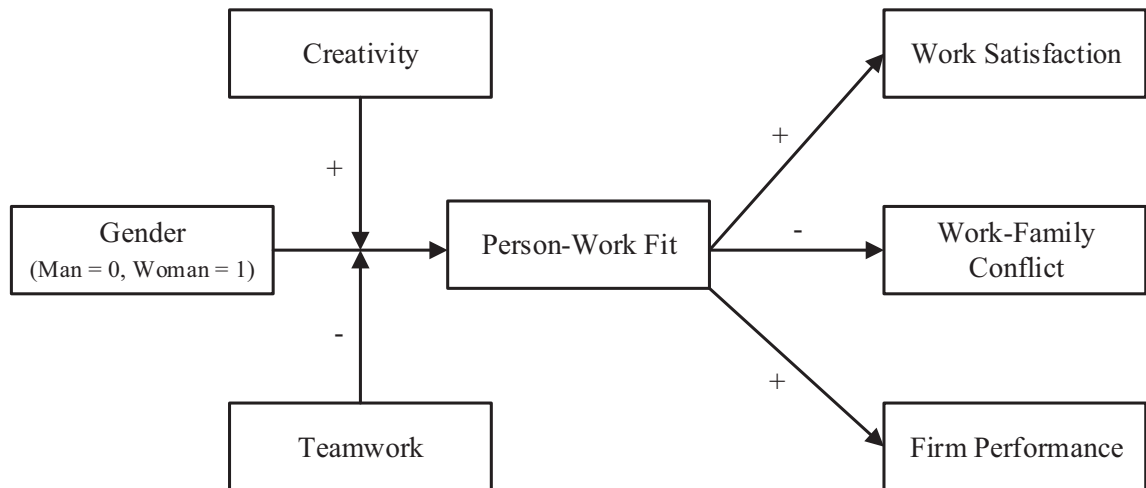 Creativity
Work Satisfaction
+
+
Gender
(Man = 0, Woman = 1)
Person-Work Fit
-
Work-Family
Conflict
-
+
Teamwork
Firm Performance